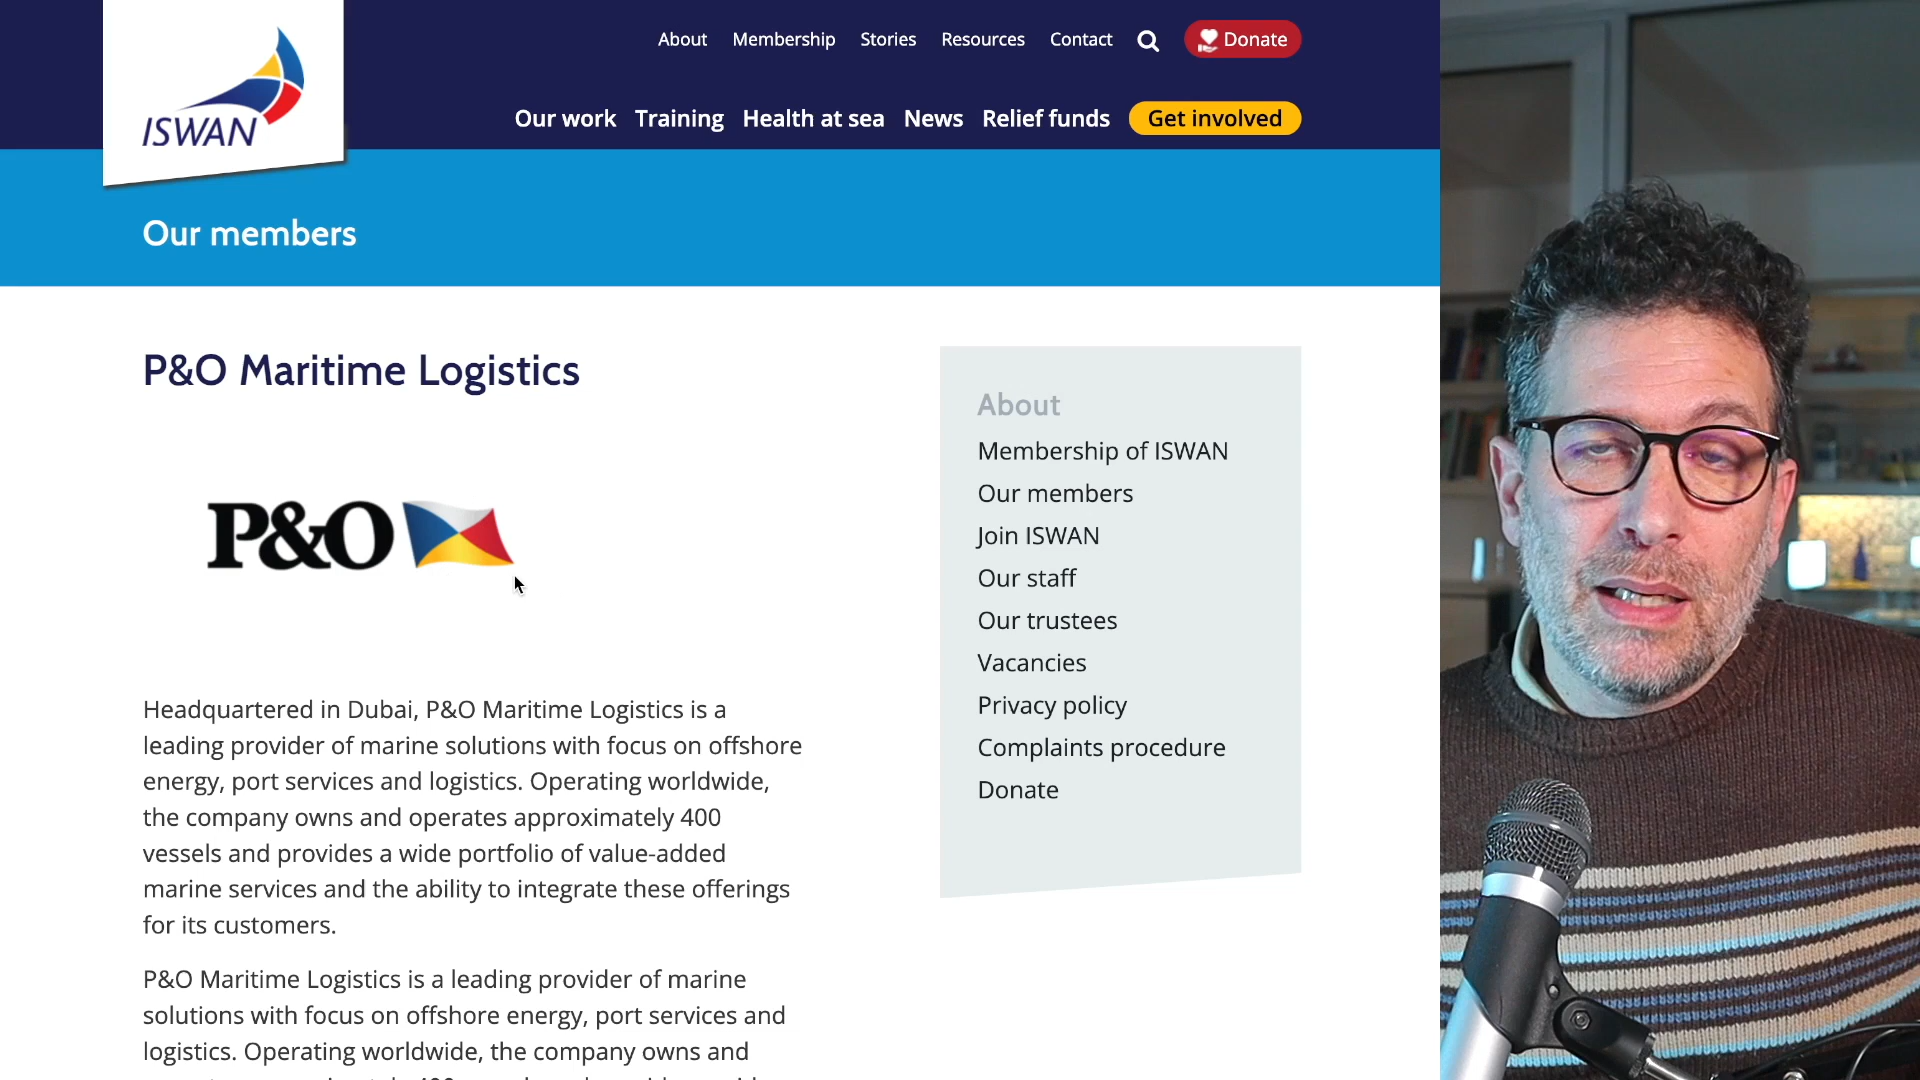 About
Membership
Stories
Resources
Contact
Donate
ISWAN
Our work
Training
Health at sea
News
Relief funds
Get involved
Our members
P&O Maritime Logistics
P&O
Headquartered in Dubai, P&O Maritime Logistics is a
leading provider of marine solutions with focus on offshore
energy, port services and logistics. Operating worldwide,
the company owns and operates approximately 400
vessels and provides a wide portfolio of value-added
marine services and the ability to integrate these offerings
for its customers.
P&O Maritime Logistics is a leading provider of marine
solutions with focus on offshore energy, port services and
logistics. Operating worldwide, the company owns and
About
Membership of ISWAN
Our members
Join ISWAN
Our staff
Our trustees
Vacancies
Privacy policy
Complaints procedure
Donate